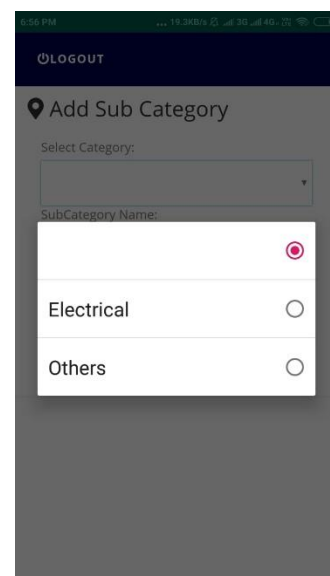 6:56 PM ... 19.3KB/s 3G 4G
LOGOUT
Add Sub Category
Select Category:
SubCategory Name:
Electrical
Others